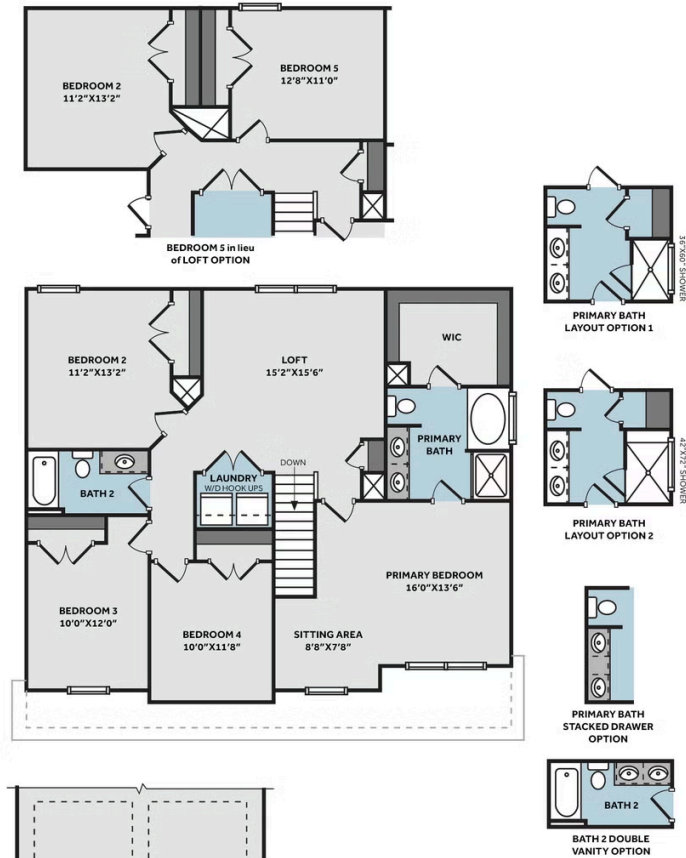 BEDROOM 2
11'2"X13'2"
BEDROOM 5
12'8"X11'0"
BEDROOM 5 in lieu
of LOFT OPTION
36"X60" SHOWER
PRIMARY BATH
LAYOUT OPTION 1
BEDROOM 2
11'2"X13'2"
LOFT
15'2"X15'6"
WIC
PRIMARY
BATH
BATH 2
LAUNDRY
W/D HOOK UPS
DOWN
42"X72" SHOWER
PRIMARY BATH
LAYOUT OPTION 2
BEDROOM 3
10'0"X12'0"
BEDROOM 4
10'0"X11'8"
SITTING AREA
8'8"X7'8"
PRIMARY BEDROOM
16'0"X13'6"
PRIMARY BATH
STACKED DRAWER
OPTION
BATH 2
BATH 2 DOUBLE
VANITY OPTION